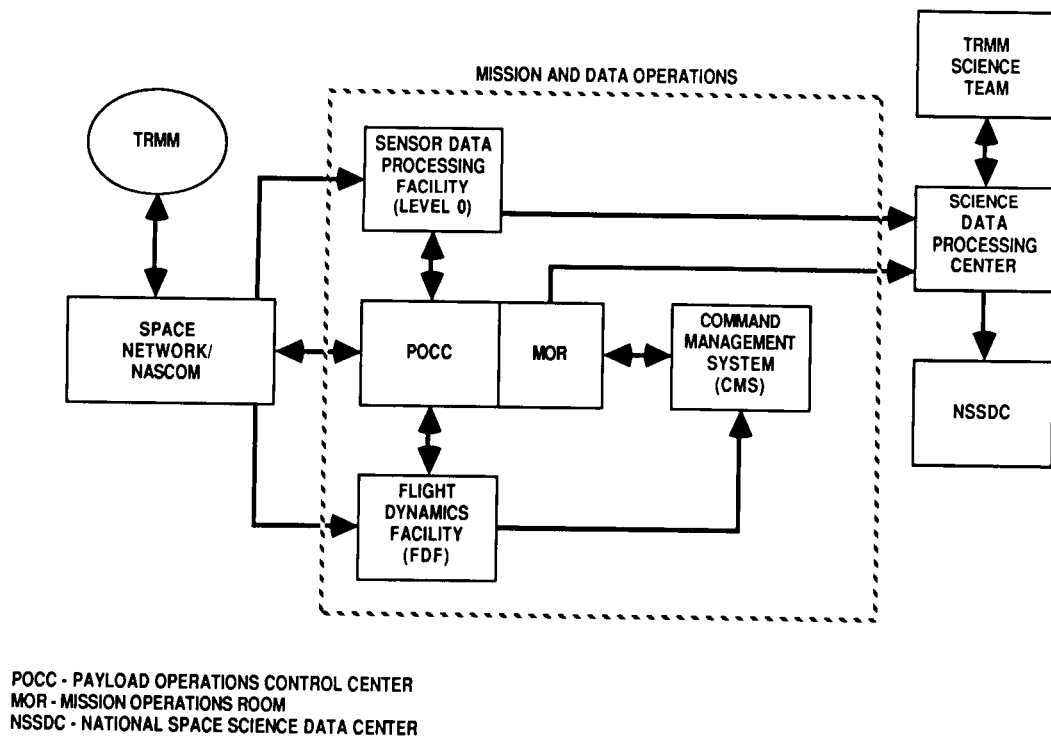 MISSION AND DATA OPERATIONS
TRMM
SCIENCE
TEAM
TRMM
SENSOR DATA
PROCESSING
FACILITY
(LEVEL 0)
SCIENCE
DATA
PROCESSING
CENTER
SPACE
NETWORK/
NASCOM
POCC
MOR
COMMAND
MANAGEMENT
SYSTEM
(CMS)
NSSDC
FLIGHT
DYNAMICS
FACILITY
(FDF)
POCC - PAYLOAD OPERATIONS CONTROL CENTER
MOR - MISSION OPERATIONS ROOM
NSSDC - NATIONAL SPACE SCIENCE DATA CENTER